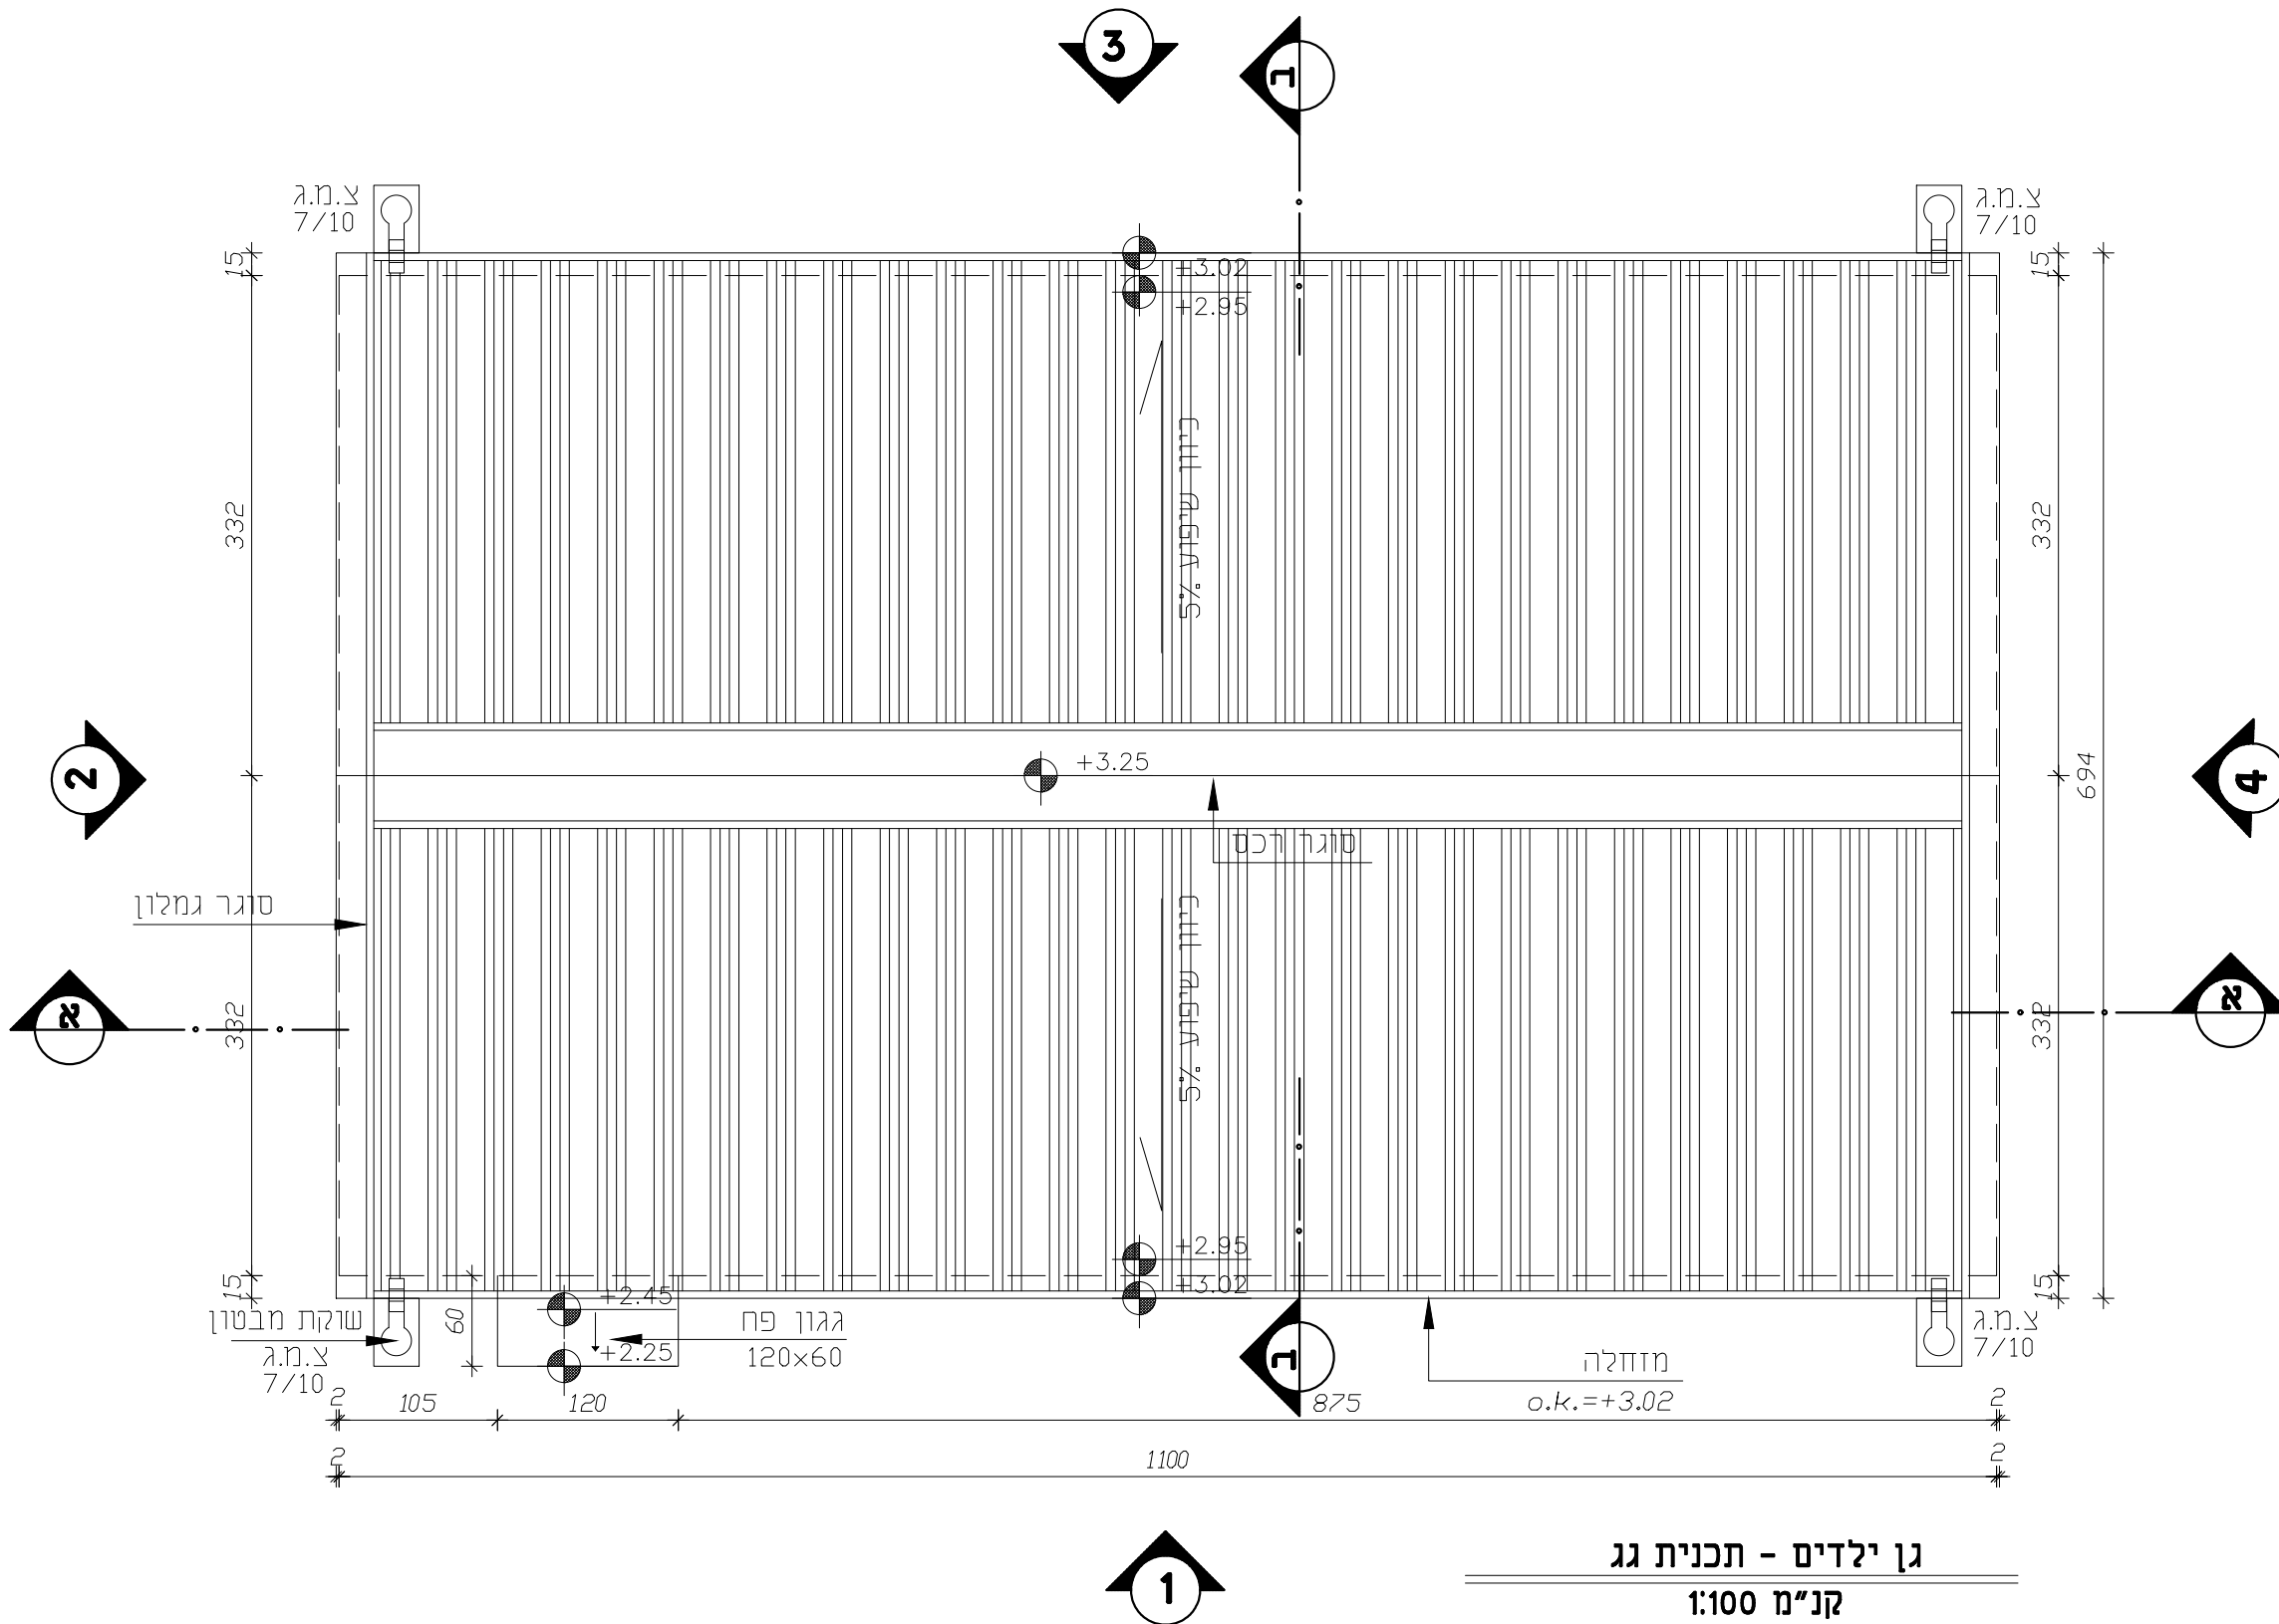 3
ב
צ.מ.ג
7/10
צ.מ.ג
7/10
15
15
+3.02
+2.95
כיוון שיפוע 5%
332
332
2
+3.25
694
4
סוגר רכס
סוגר גמלון
כיוון שיפוע 5%
א
332
332
א
+2.95
+3.02
15
15
+2.45
+2.25
60
שוקת מבטון
צ.מ.ג
7/10
גגון פח
120x60
ב
מזחלה
o.k.=+3.02
צ.מ.ג
7/10
2
105
120
875
2
2
1100
2
1
גן ילדים - תכנית גג
קנ"מ 1:100